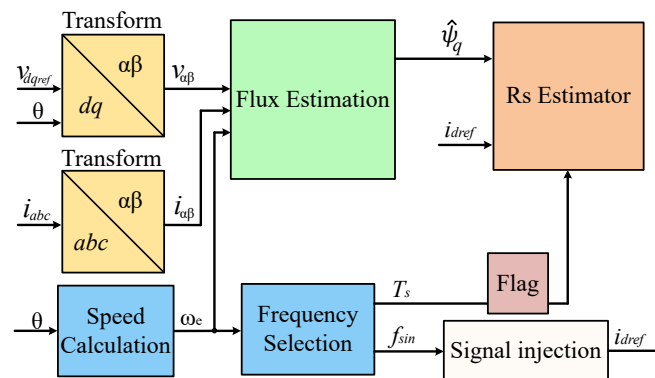 Transform
αβ
dq
v_dqref
θ
v_αβ
Flux Estimation
ψ̂_q
Rs Estimator
i_dref
Transform
αβ
abc
i_abc
i_αβ
θ
Speed
Calculation
ω_e
Frequency
Selection
T_s
Flag
f_sin
Signal injection
i_dref